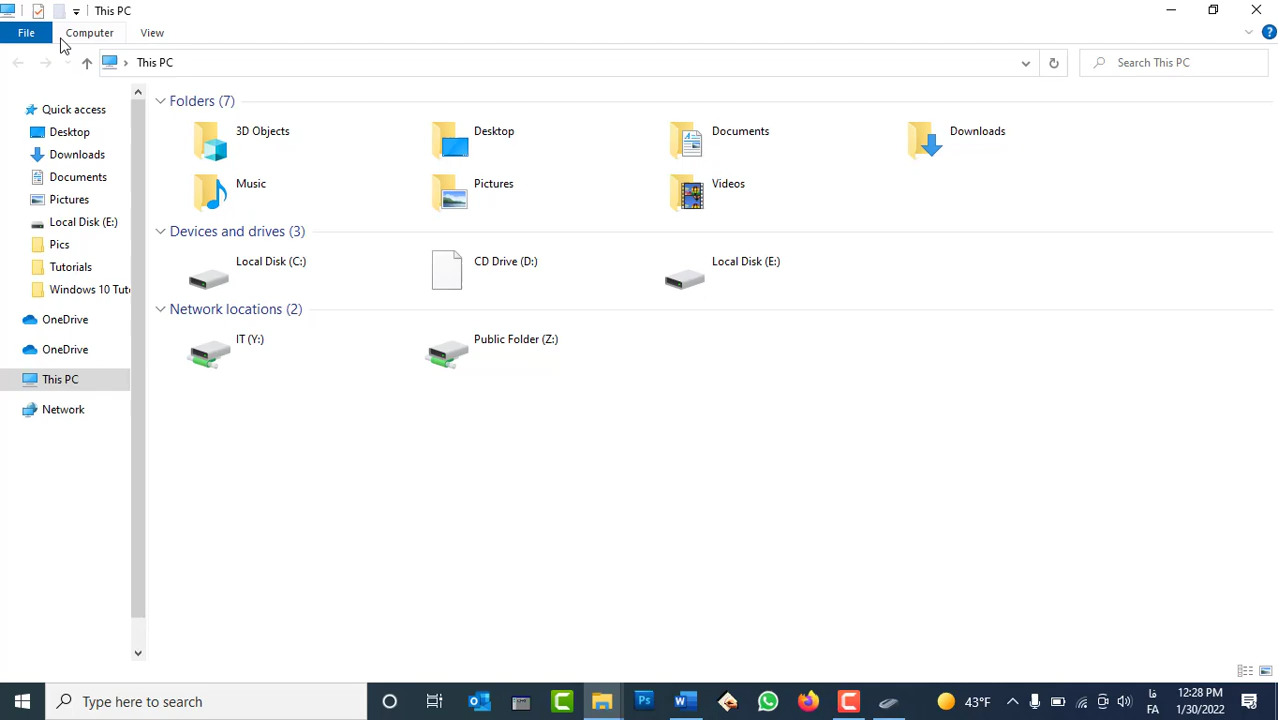 This PC
File Computer View
This PC
Search This PC
Quick access
Desktop
Downloads
Documents
Pictures
Local Disk (E:)
Pics
Tutorials
Windows 10 Tut
OneDrive
OneDrive
This PC
Network
Folders (7)
3D Objects
Desktop
Documents
Downloads
Music
Pictures
Videos
Devices and drives (3)
Local Disk (C:)
CD Drive (D:)
Local Disk (E:)
Network locations (2)
IT (Y:)
Public Folder (Z:)
Type here to search
Ps
43°F
فا
FA
12:28 PM
1/30/2022